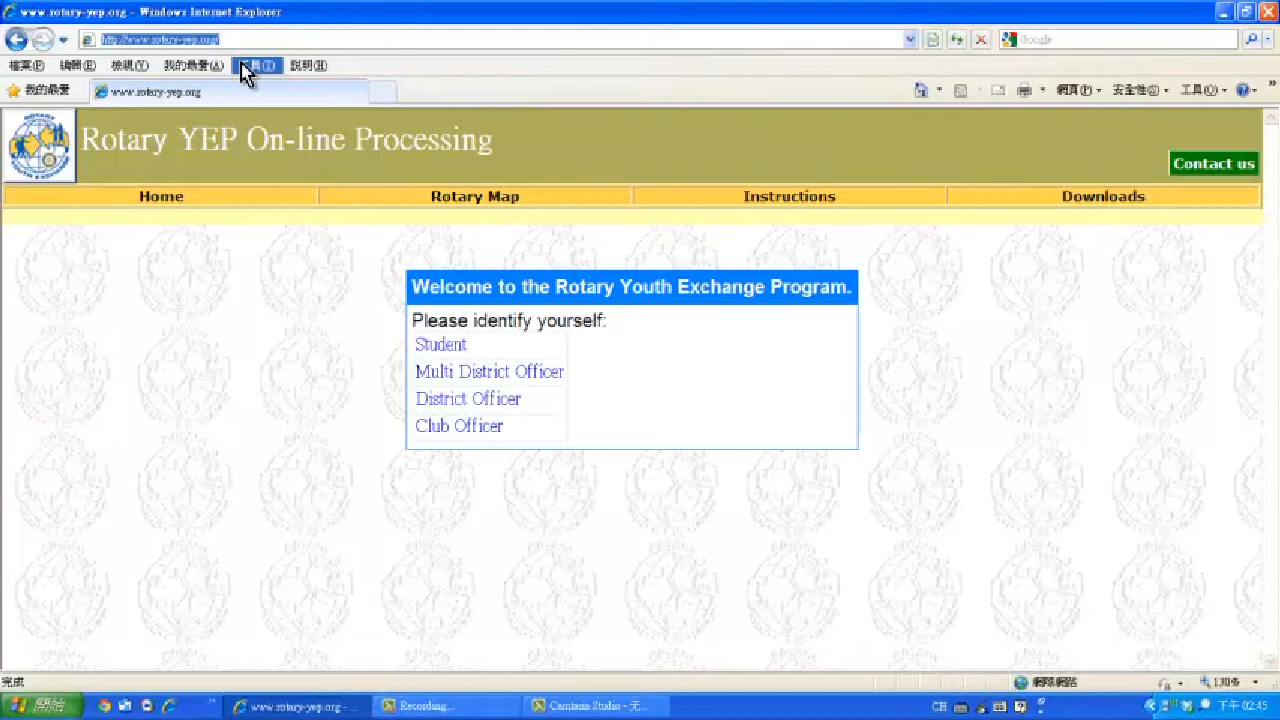 www.rotary-yep.org - Windows Internet Explorer
http://www.rotary-yep.org/
Google
檔案(F) 編輯(E) 檢視(V) 我的最愛(A) 工具(T) 說明(H)
我的最愛 www.rotary-yep.org 網頁(P) 安全性(S) 工具(O)
Rotary YEP On-line Processing
Contact us
Home Rotary Map Instructions Downloads
Welcome to the Rotary Youth Exchange Program.
Please identify yourself:
Student
Multi District Officer
District Officer
Club Officer
完成 網際網路 130%
開始 www.rotary-yep.org - ... Recording... Camtasia Studio - 无... CH 下午 02:45